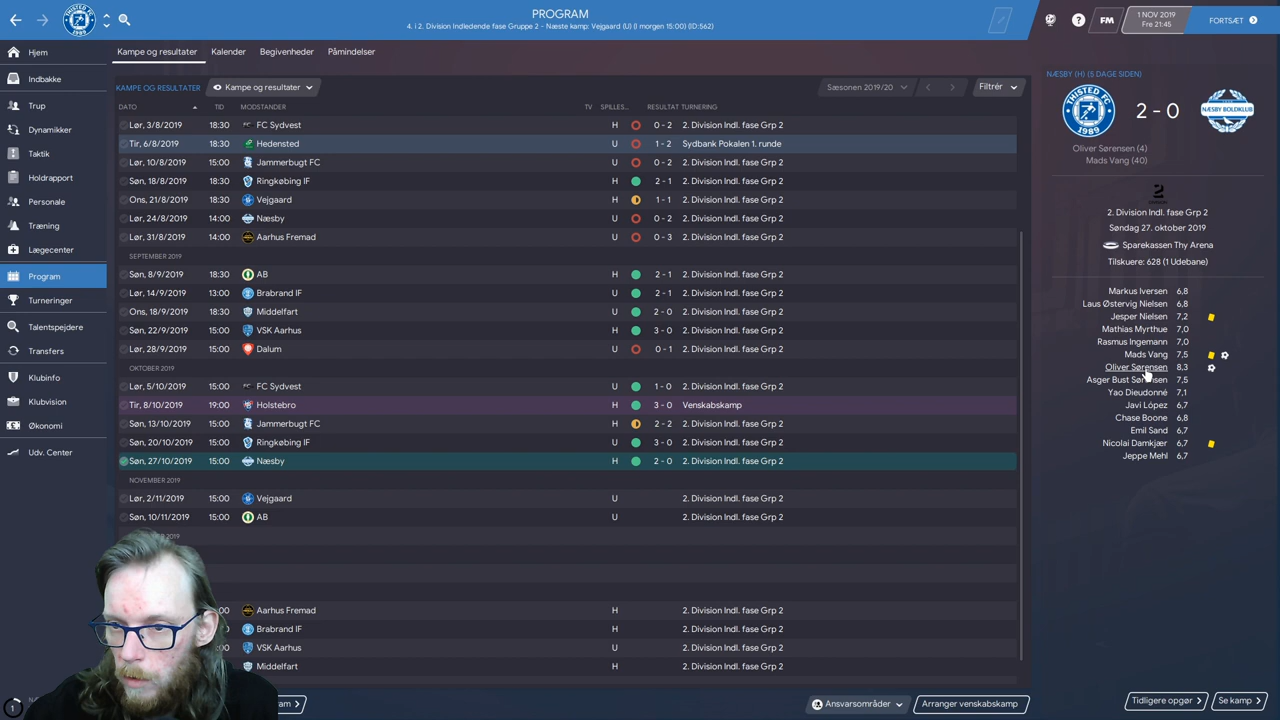 PROGRAM
4. i 2. Division Indledende fase Gruppe 2 - Næste kamp: Vejgaard (U) (I morgen 15:00) (ID:562)
FM
1 NOV 2019
Fre 21:45
FORTSÆT
Hjem
Indbakke
Trup
Dynamikker
Taktik
Holdrapport
Personale
Træning
Lægecenter
Program
Turneringer
Talentspejdere
Transfers
Klubinfo
Klubvision
Økonomi
Udv. Center
Kampe og resultater Kalender Begivenheder Påmindelser
KAMPE OG RESULTATER Kampe og resultater Sæsonen 2019/20 Filtrér
DATO TID MODSTANDER TV SPILLES... RESULTAT TURNERING
Lør, 3/8/2019 18:30 FC Sydvest H 0 - 2 2. Division Indl. fase Grp 2
Tir, 6/8/2019 18:30 Hedensted U 1 - 2 Sydbank Pokalen 1. runde
Lør, 10/8/2019 15:00 Jammerbugt FC U 0 - 2 2. Division Indl. fase Grp 2
Søn, 18/8/2019 18:30 Ringkøbing IF H 2 - 1 2. Division Indl. fase Grp 2
Ons, 21/8/2019 18:30 Vejgaard H 1 - 1 2. Division Indl. fase Grp 2
Lør, 24/8/2019 14:00 Næsby U 0 - 2 2. Division Indl. fase Grp 2
Lør, 31/8/2019 14:00 Aarhus Fremad U 0 - 3 2. Division Indl. fase Grp 2
SEPTEMBER 2019
Søn, 8/9/2019 18:30 AB H 2 - 1 2. Division Indl. fase Grp 2
Lør, 14/9/2019 13:00 Brabrand IF U 2 - 1 2. Division Indl. fase Grp 2
Ons, 18/9/2019 18:30 Middelfart U 2 - 0 2. Division Indl. fase Grp 2
Søn, 22/9/2019 15:00 VSK Aarhus H 3 - 0 2. Division Indl. fase Grp 2
Lør, 28/9/2019 15:00 Dalum U 0 - 1 2. Division Indl. fase Grp 2
OKTOBER 2019
Lør, 5/10/2019 15:00 FC Sydvest U 1 - 0 2. Division Indl. fase Grp 2
Tir, 8/10/2019 19:00 Holstebro H 3 - 0 Venskabskamp
Søn, 13/10/2019 15:00 Jammerbugt FC H 2 - 2 2. Division Indl. fase Grp 2
Søn, 20/10/2019 15:00 Ringkøbing IF U 3 - 0 2. Division Indl. fase Grp 2
Søn, 27/10/2019 15:00 Næsby H 2 - 0 2. Division Indl. fase Grp 2
NOVEMBER 2019
Lør, 2/11/2019 15:00 Vejgaard U 2. Division Indl. fase Grp 2
Søn, 10/11/2019 15:00 AB U 2. Division Indl. fase Grp 2
2019
:00 Aarhus Fremad H 2. Division Indl. fase Grp 2
Brabrand IF H 2. Division Indl. fase Grp 2
VSK Aarhus U 2. Division Indl. fase Grp 2
Middelfart H 2. Division Indl. fase Grp 2
Ansvarsområder Arranger venskabskamp
NÆSBY (H) (5 DAGE SIDEN)
THISTED FC
1989
2 - 0
NÆSBY BOLDKLUB
Oliver Sørensen (4)
Mads Vang (40)
2. Division Indl. fase Grp 2
Søndag 27. oktober 2019
Sparekassen Thy Arena
Tilskuere: 628 (1 Udebane)
Markus Iversen 6,8
Laus Østervig Nielsen 6,8
Jesper Nielsen 7,2
Mathias Myrthue 7,0
Rasmus Ingemann 7,0
Mads Vang 7,5
Oliver Sørensen 8,3
Asger Bust Sørensen 7,5
Yao Dieudonné 7,1
Javi López 6,7
Chase Boone 6,8
Emil Sand 6,7
Nicolai Damkjær 6,7
Jeppe Mehl 6,7
Tidligere opgør Se kamp